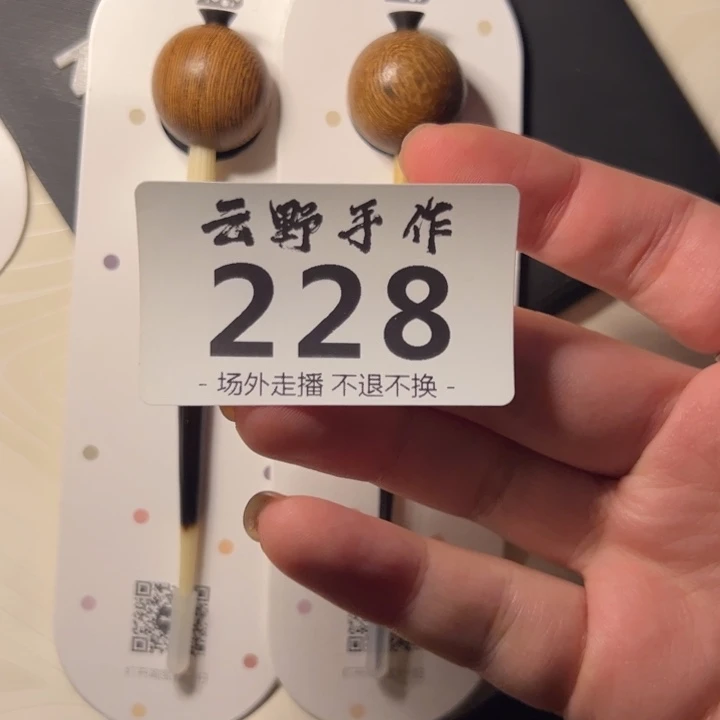 云野手作
228
- 场外走播 不退不换 -